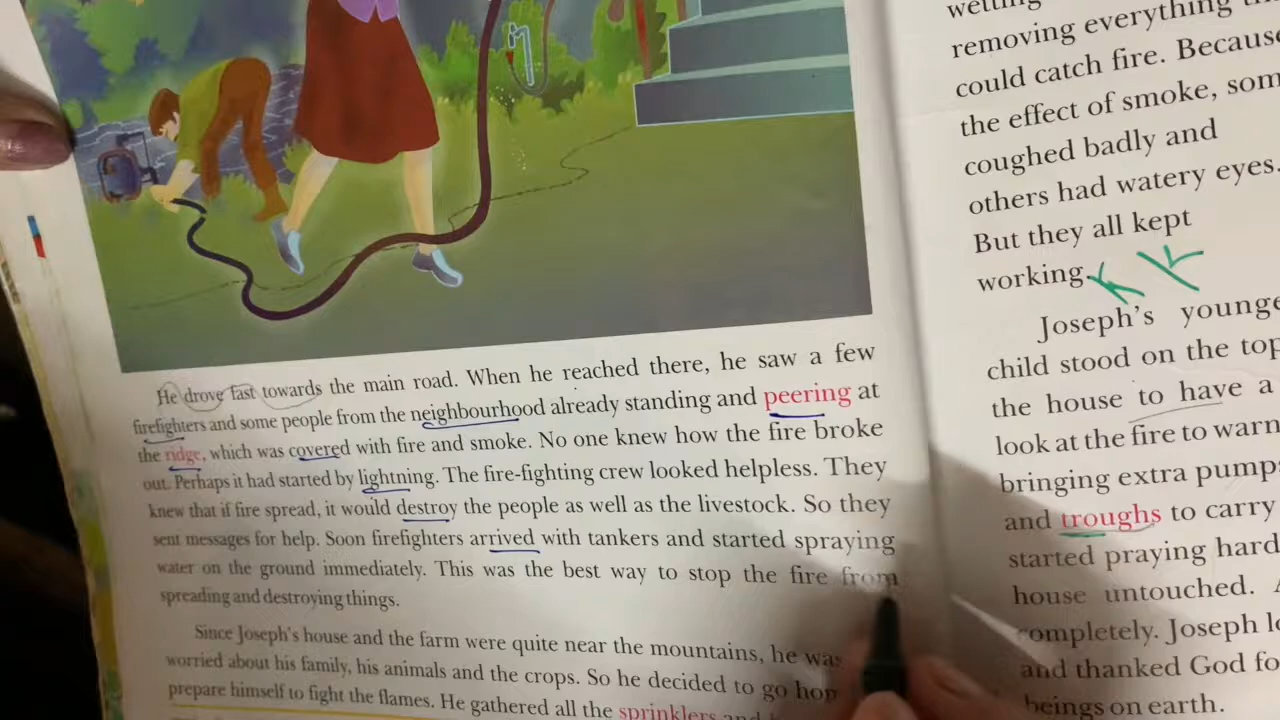 He drove fast towards the main road. When he reached there, he saw a few
firefighters and some people from the neighbourhood already standing and peering at
the ridge, which was covered with fire and smoke. No one knew how the fire broke
out. Perhaps it had started by lightning. The fire-fighting crew looked helpless. They
knew that if fire spread, it would destroy the people as well as the livestock. So they
sent messages for help. Soon firefighters arrived with tankers and started spraying
water on the ground immediately. This was the best way to stop the fire from
spreading and destroying things.
Since Joseph's house and the farm were quite near the mountains, he was
worried about his family, his animals and the crops. So he decided to go
prepare himself to fight the flames. He gathered all the sprinklers
wetting
removing everything
could catch fire. Because
the effect of smoke,
coughed badly and
others had watery eyes.
But they all kept
working.
Joseph's
child stood on the top
the house to have a
look at the fire to warn
bringing extra pumps
and troughs to carry
started praying hard
house untouched.
completely. Joseph
and thanked God
beings on earth.